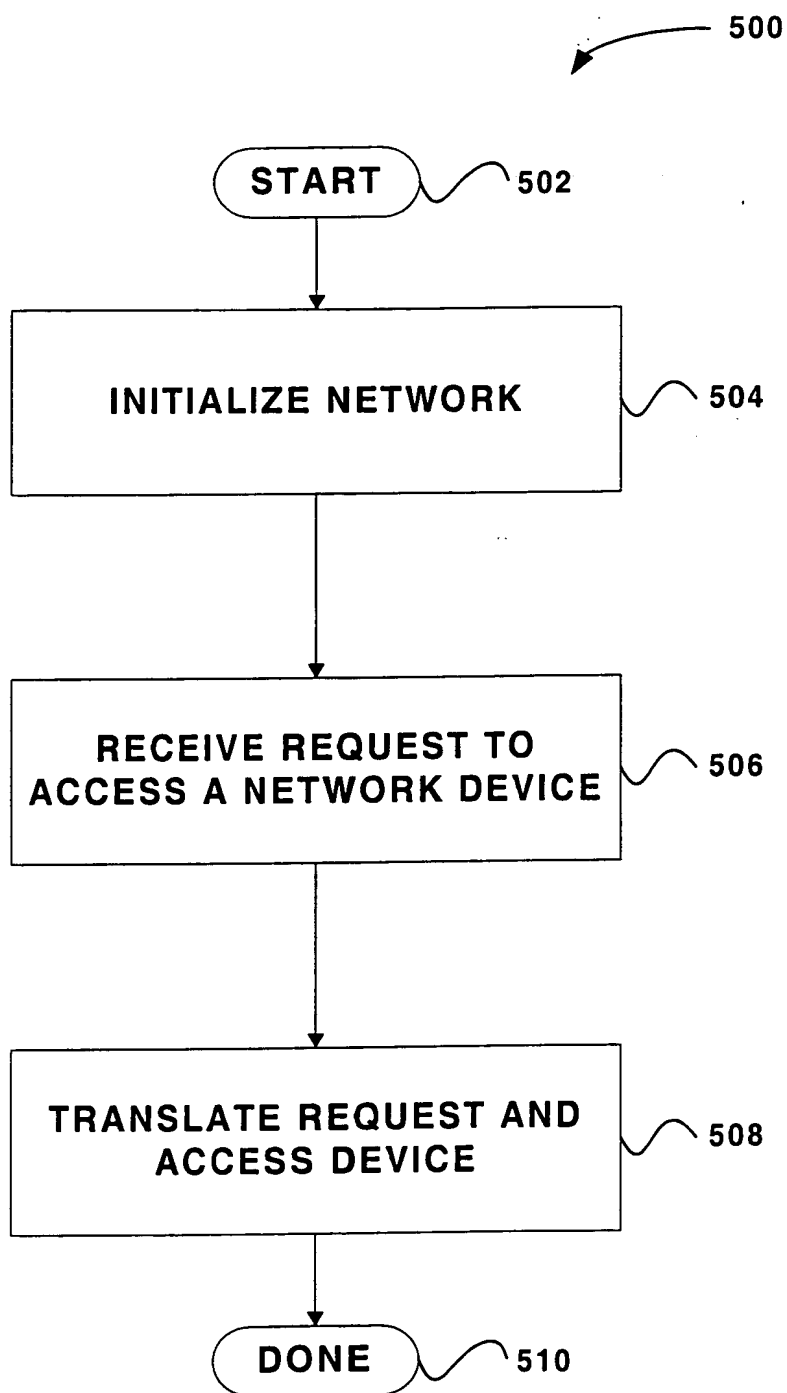 500
START
502
INITIALIZE NETWORK
504
RECEIVE REQUEST TO
ACCESS A NETWORK DEVICE
506
TRANSLATE REQUEST AND
ACCESS DEVICE
508
DONE
510